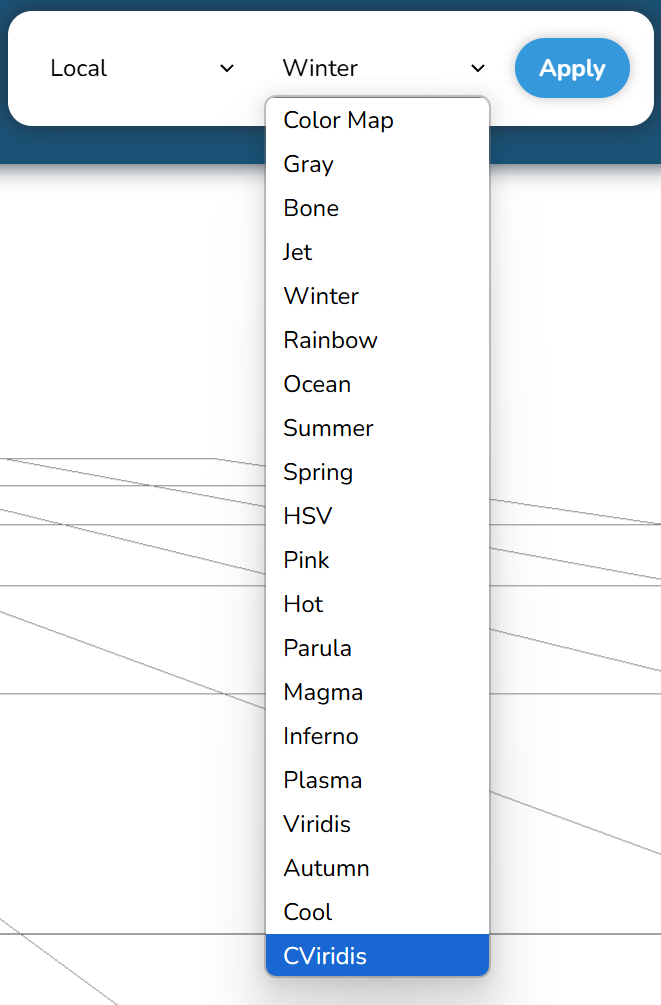 Local Winter Apply
Color Map
Gray
Bone
Jet
Winter
Rainbow
Ocean
Summer
Spring
HSV
Pink
Hot
Parula
Magma
Inferno
Plasma
Viridis
Autumn
Cool
CViridis